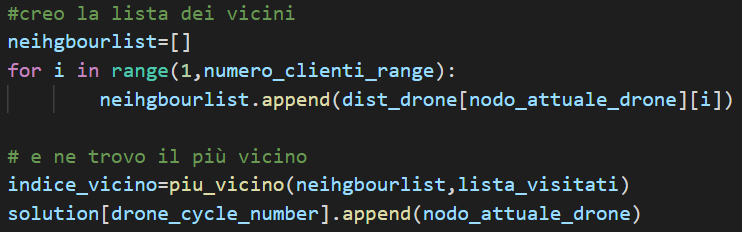 #creo la lista dei vicini
neihgbourlist=[]
for i in range(1,numero_clienti_range):
        neihgbourlist.append(dist_drone[nodo_attuale_drone][i])
# e ne trovo il più vicino
indice_vicino=piu_vicino(neihgbourlist,lista_visitati)
solution[drone_cycle_number].append(nodo_attuale_drone)